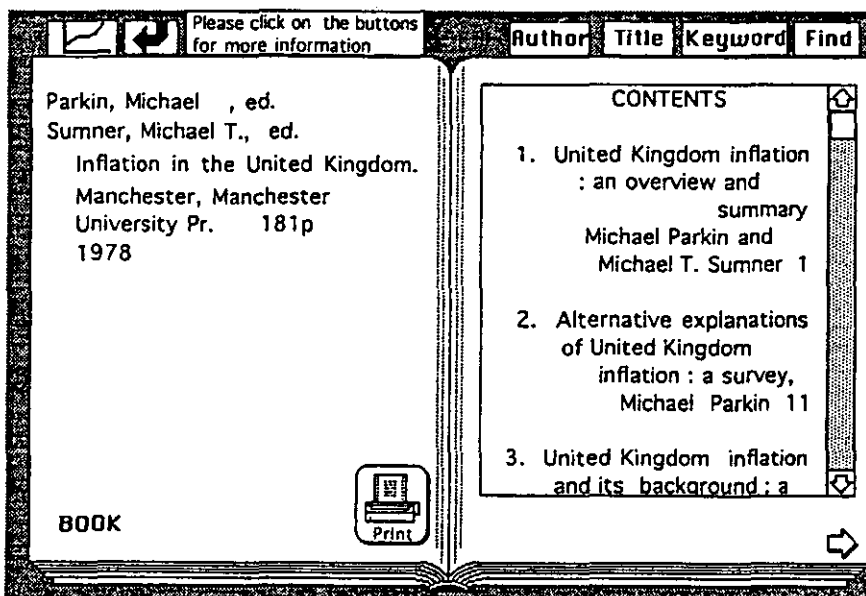 Please click on the buttons
for more information
Author Title Keyword Find
Parkin, Michael , ed.
Sumner, Michael T., ed.
Inflation in the United Kingdom.
Manchester, Manchester
University Pr. 181p
1978
BOOK
Print
CONTENTS
1. United Kingdom inflation
: an overview and
summary
Michael Parkin and
Michael T. Sumner 1
2. Alternative explanations
of United Kingdom
inflation : a survey,
Michael Parkin 11
3. United Kingdom inflation
and its background : a